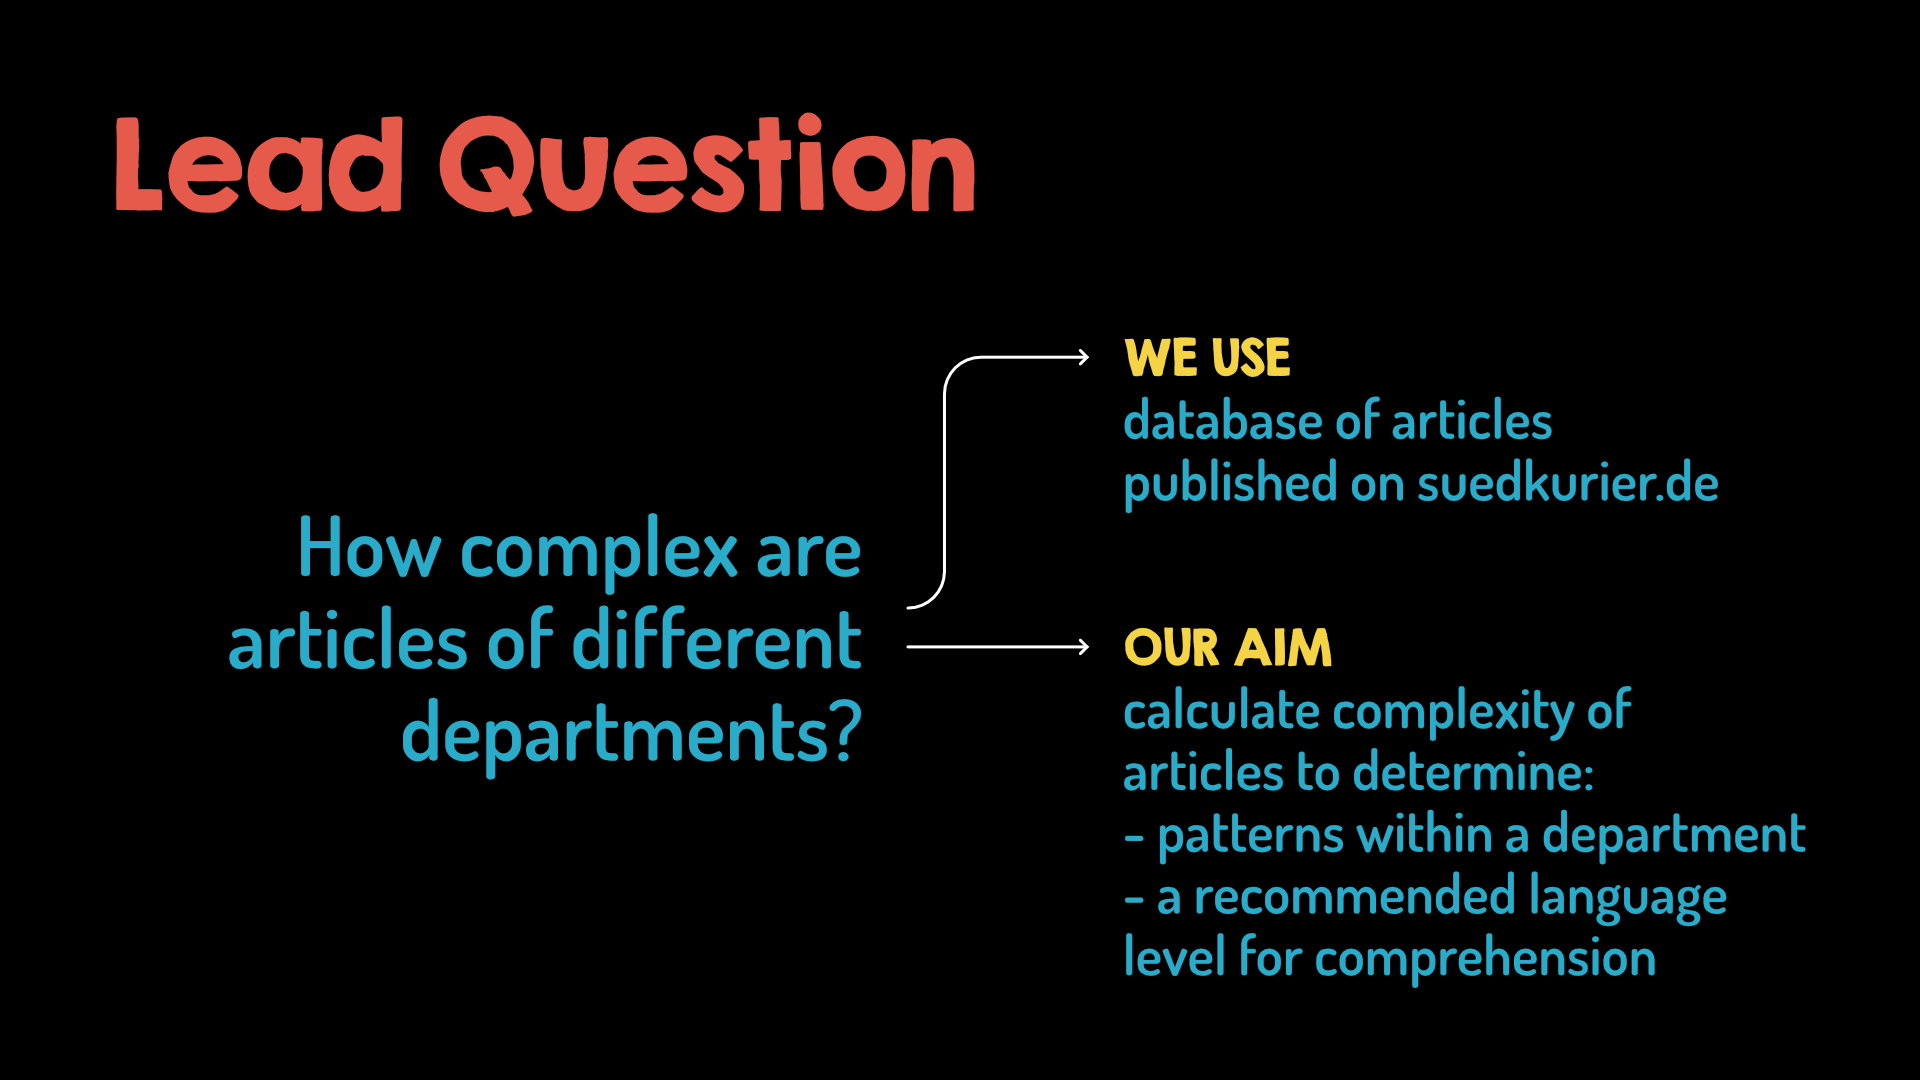 Lead Question
How complex are
articles of different
departments?
WE USE
database of articles
published on suedkurier.de
OUR AIM
calculate complexity of
articles to determine:
- patterns within a department
- a recommended language
level for comprehension